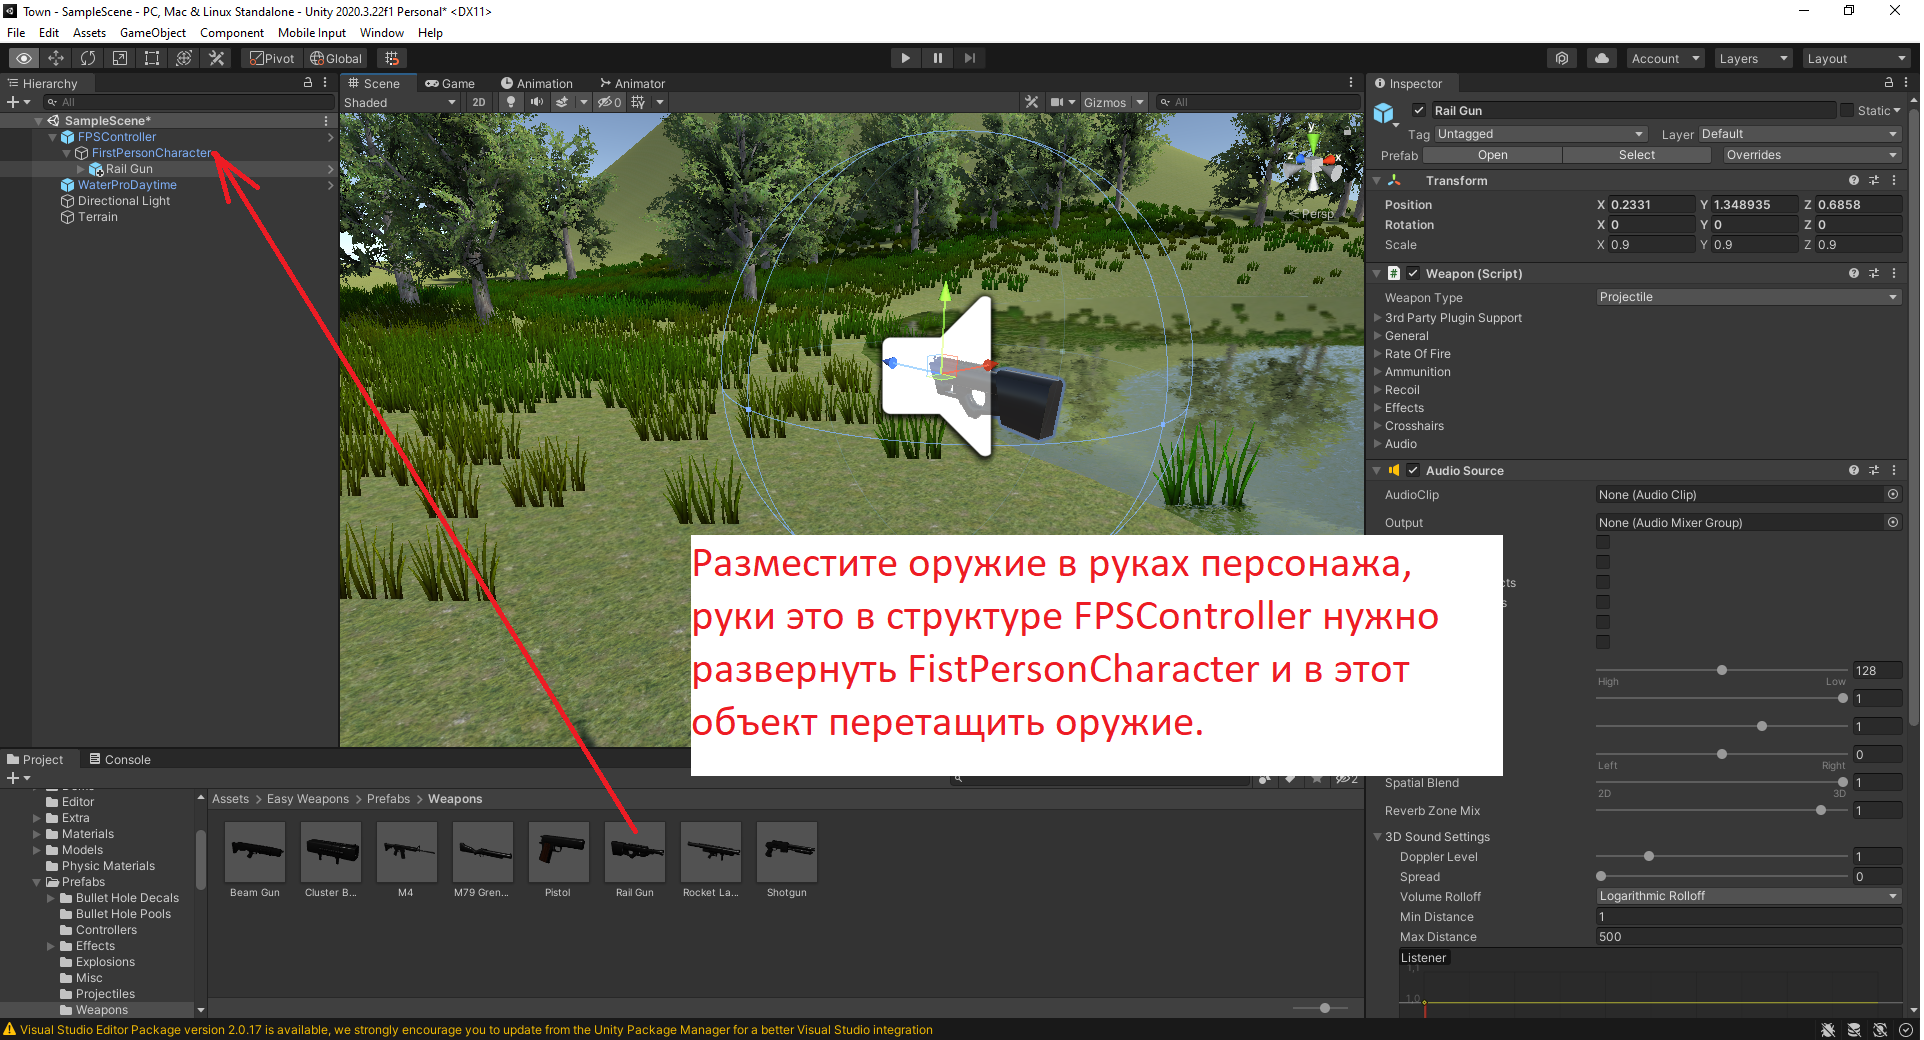 Town - SampleScene - PC, Mac & Linux Standalone - Unity 2020.3.22f1 Personal* <DX11>
File Edit Assets GameObject Component Mobile Input Window Help
Pivot Global Account Layers Layout
Hierarchy
All
SampleScene*
FPSController
FirstPersonCharacter
Rail Gun
WaterProDaytime
Directional Light
Terrain
Scene Game Animation Animator
Shaded 2D 0 Gizmos All
y
z x
Persp
Разместите оружие в руках персонажа,
руки это в структуре FPSController нужно
развернуть FistPersonCharacter и в этот
объект перетащить оружие.
Inspector
Rail Gun Static
Tag Untagged Layer Default
Prefab Open Select Overrides
Transform
Position X 0.2331 Y 1.348935 Z 0.6858
Rotation X 0 Y 0 Z 0
Scale X 0.9 Y 0.9 Z 0.9
# Weapon (Script)
Weapon Type Projectile
3rd Party Plugin Support
General
Rate Of Fire
Ammunition
Recoil
Effects
Crosshairs
Audio
Audio Source
AudioClip None (Audio Clip)
Output None (Audio Mixer Group)
cts
s
128
High Low
1
1
0
Left Right
Spatial Blend 1
2D 3D
Reverb Zone Mix 1
3D Sound Settings
Doppler Level 1
Spread 0
Volume Rolloff Logarithmic Rolloff
Min Distance 1
Max Distance 500
Listener
1,1
1,0
Project Console
2
Editor
Extra
Materials
Models
Physic Materials
Prefabs
Bullet Hole Decals
Bullet Hole Pools
Controllers
Effects
Explosions
Misc
Projectiles
Weapons
Assets > Easy Weapons > Prefabs > Weapons
Beam Gun Cluster B... M4 M79 Gren... Pistol Rail Gun Rocket La... Shotgun
Visual Studio Editor Package version 2.0.17 is available, we strongly encourage you to update from the Unity Package Manager for a better Visual Studio integration